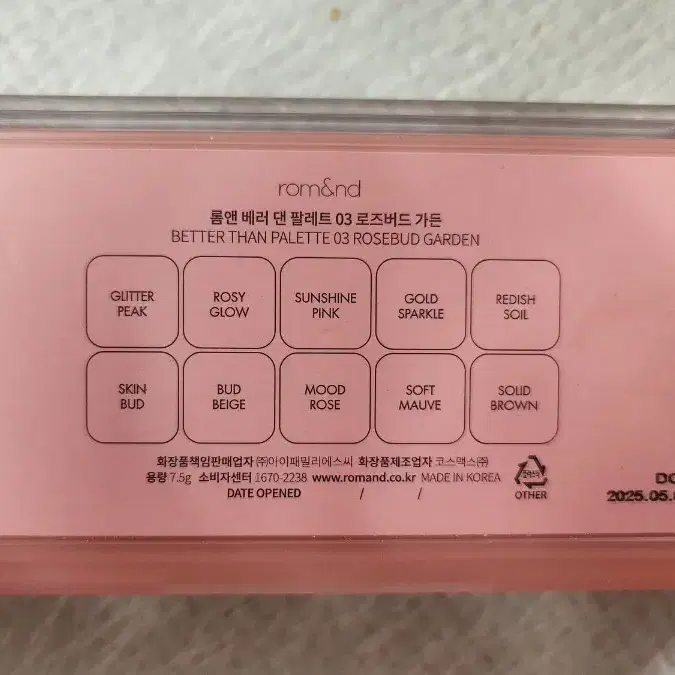 rom&nd
롬앤 베러 댄 팔레트 03 로즈버드 가든
BETTER THAN PALETTE 03 ROSEBUD GARDEN
GLITTER
PEAK
ROSY
GLOW
SUNSHINE
PINK
GOLD
SPARKLE
REDISH
SOIL
SKIN
BUD
BUD
BEIGE
MOOD
ROSE
SOFT
MAUVE
SOLID
BROWN
화장품책임판매업자 ㈜아이패밀리에스씨 화장품제조업자 코스맥스㈜
용량 7.5g 소비자센터 1670-2238 www.romand.co.kr MADE IN KOREA
OTHER
DATE OPENED / /
2025.05.